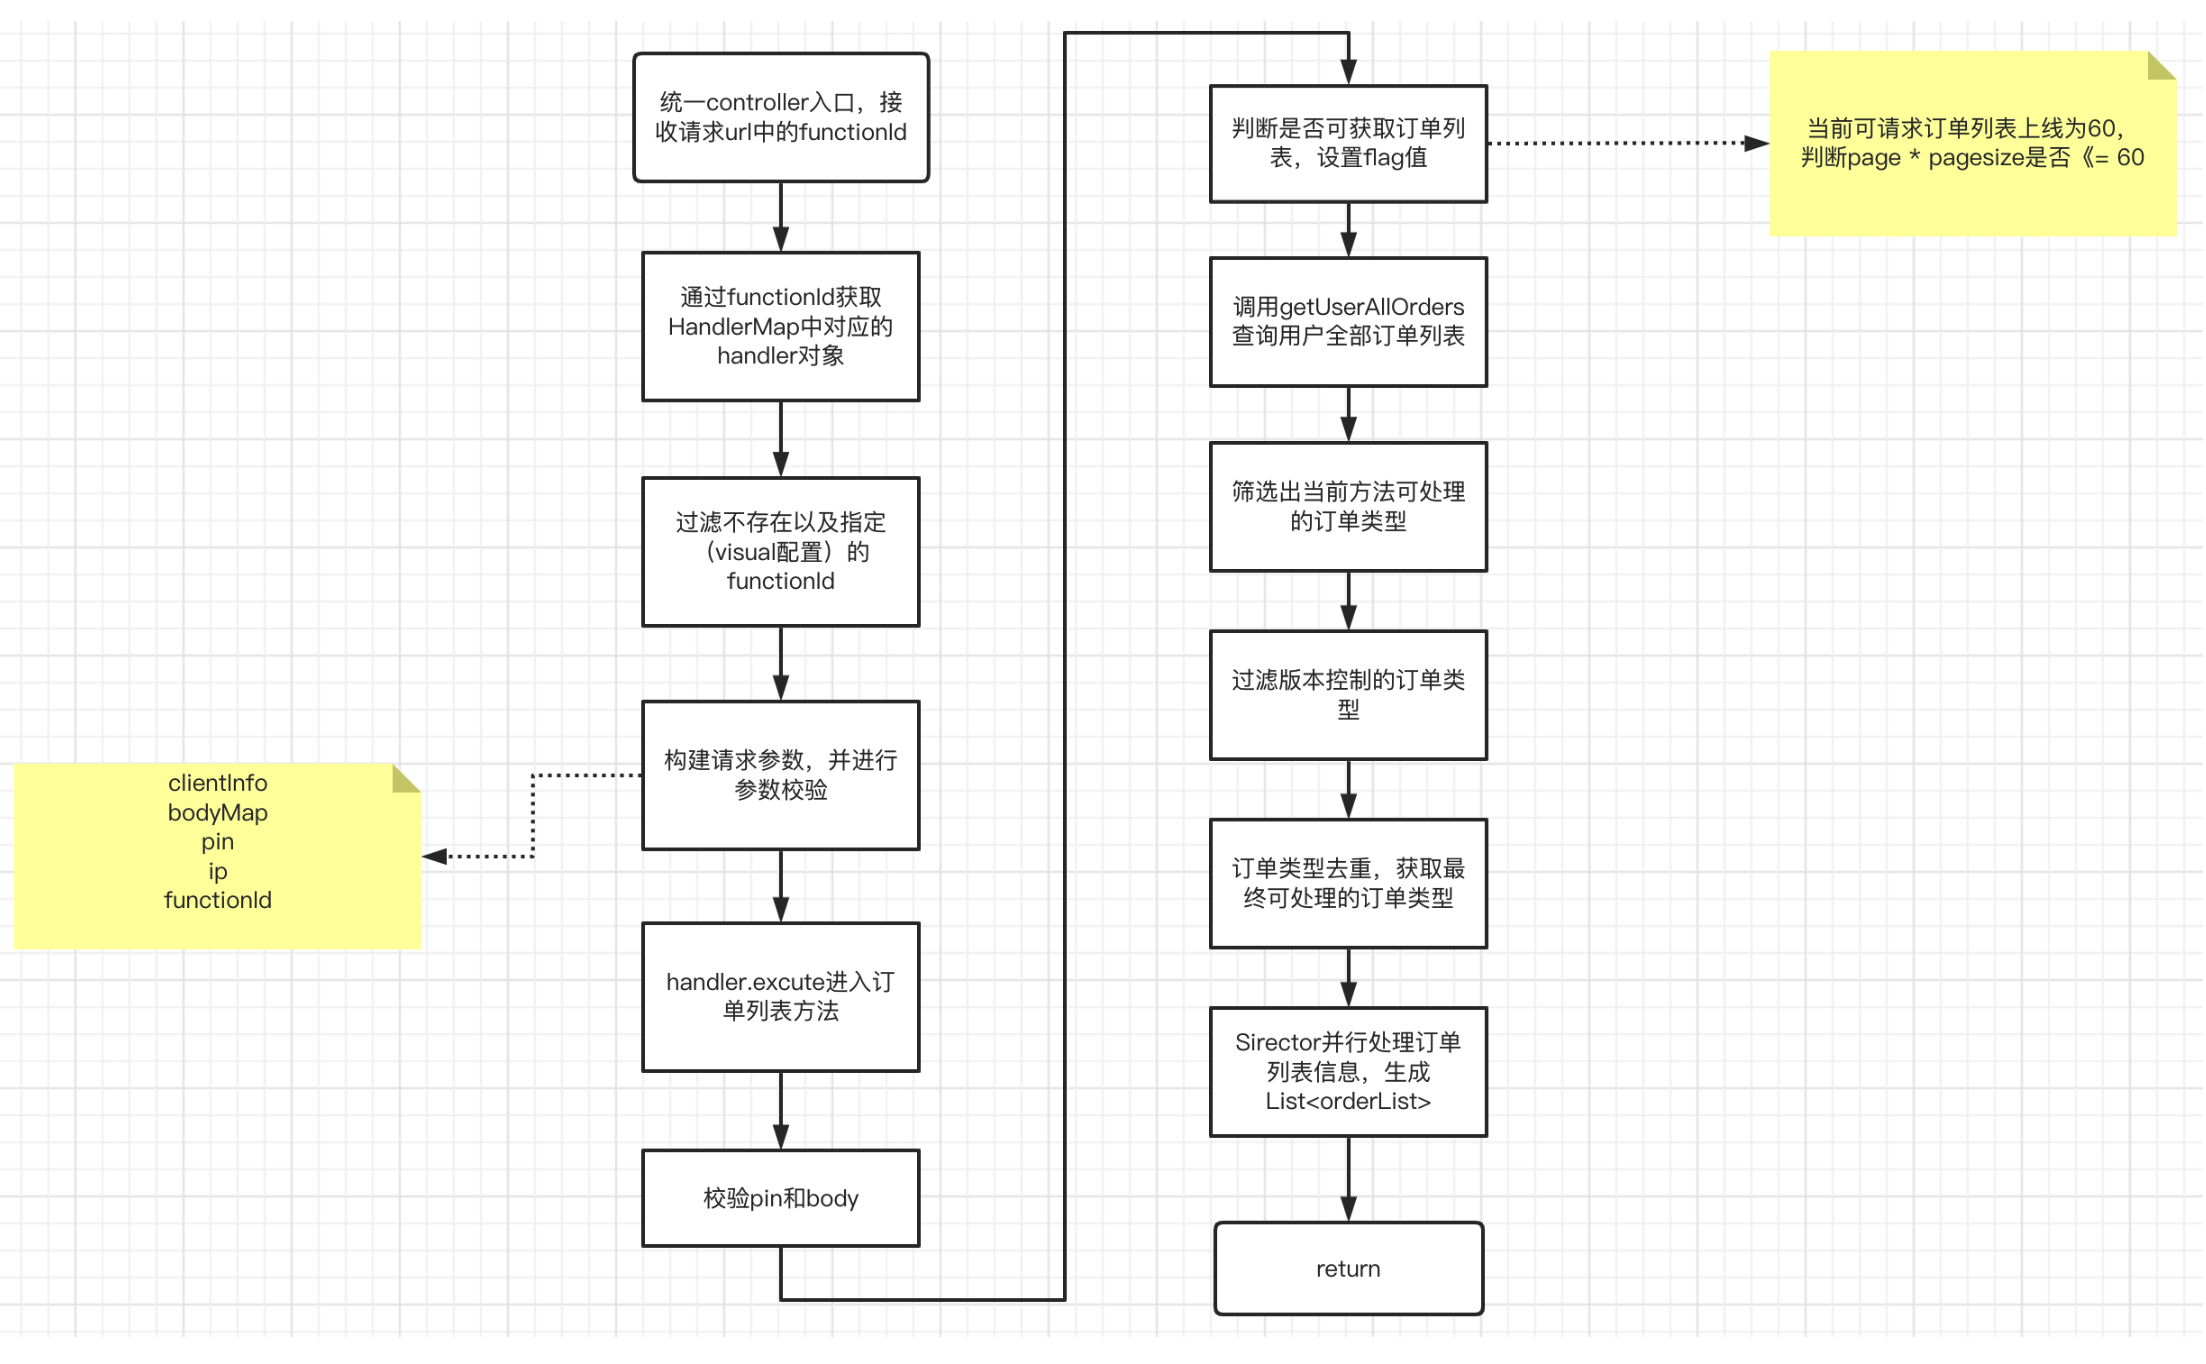 统一controller入口，接
收请求url中的functionId
通过functionId获取
HandlerMap中对应的
handler对象
过滤不存在以及指定
（visual配置）的
functionId
构建请求参数，并进行
参数校验
clientInfo
bodyMap
pin
ip
functionId
handler.excute进入订
单列表方法
校验pin和body
判断是否可获取订单列
表，设置flag值
当前可请求订单列表上线为60，
判断page * pagesize是否《= 60
调用getUserAllOrders
查询用户全部订单列表
筛选出当前方法可处理
的订单类型
过滤版本控制的订单类
型
订单类型去重，获取最
终可处理的订单类型
Sirector并行处理订单
列表信息，生成
List<orderList>
return